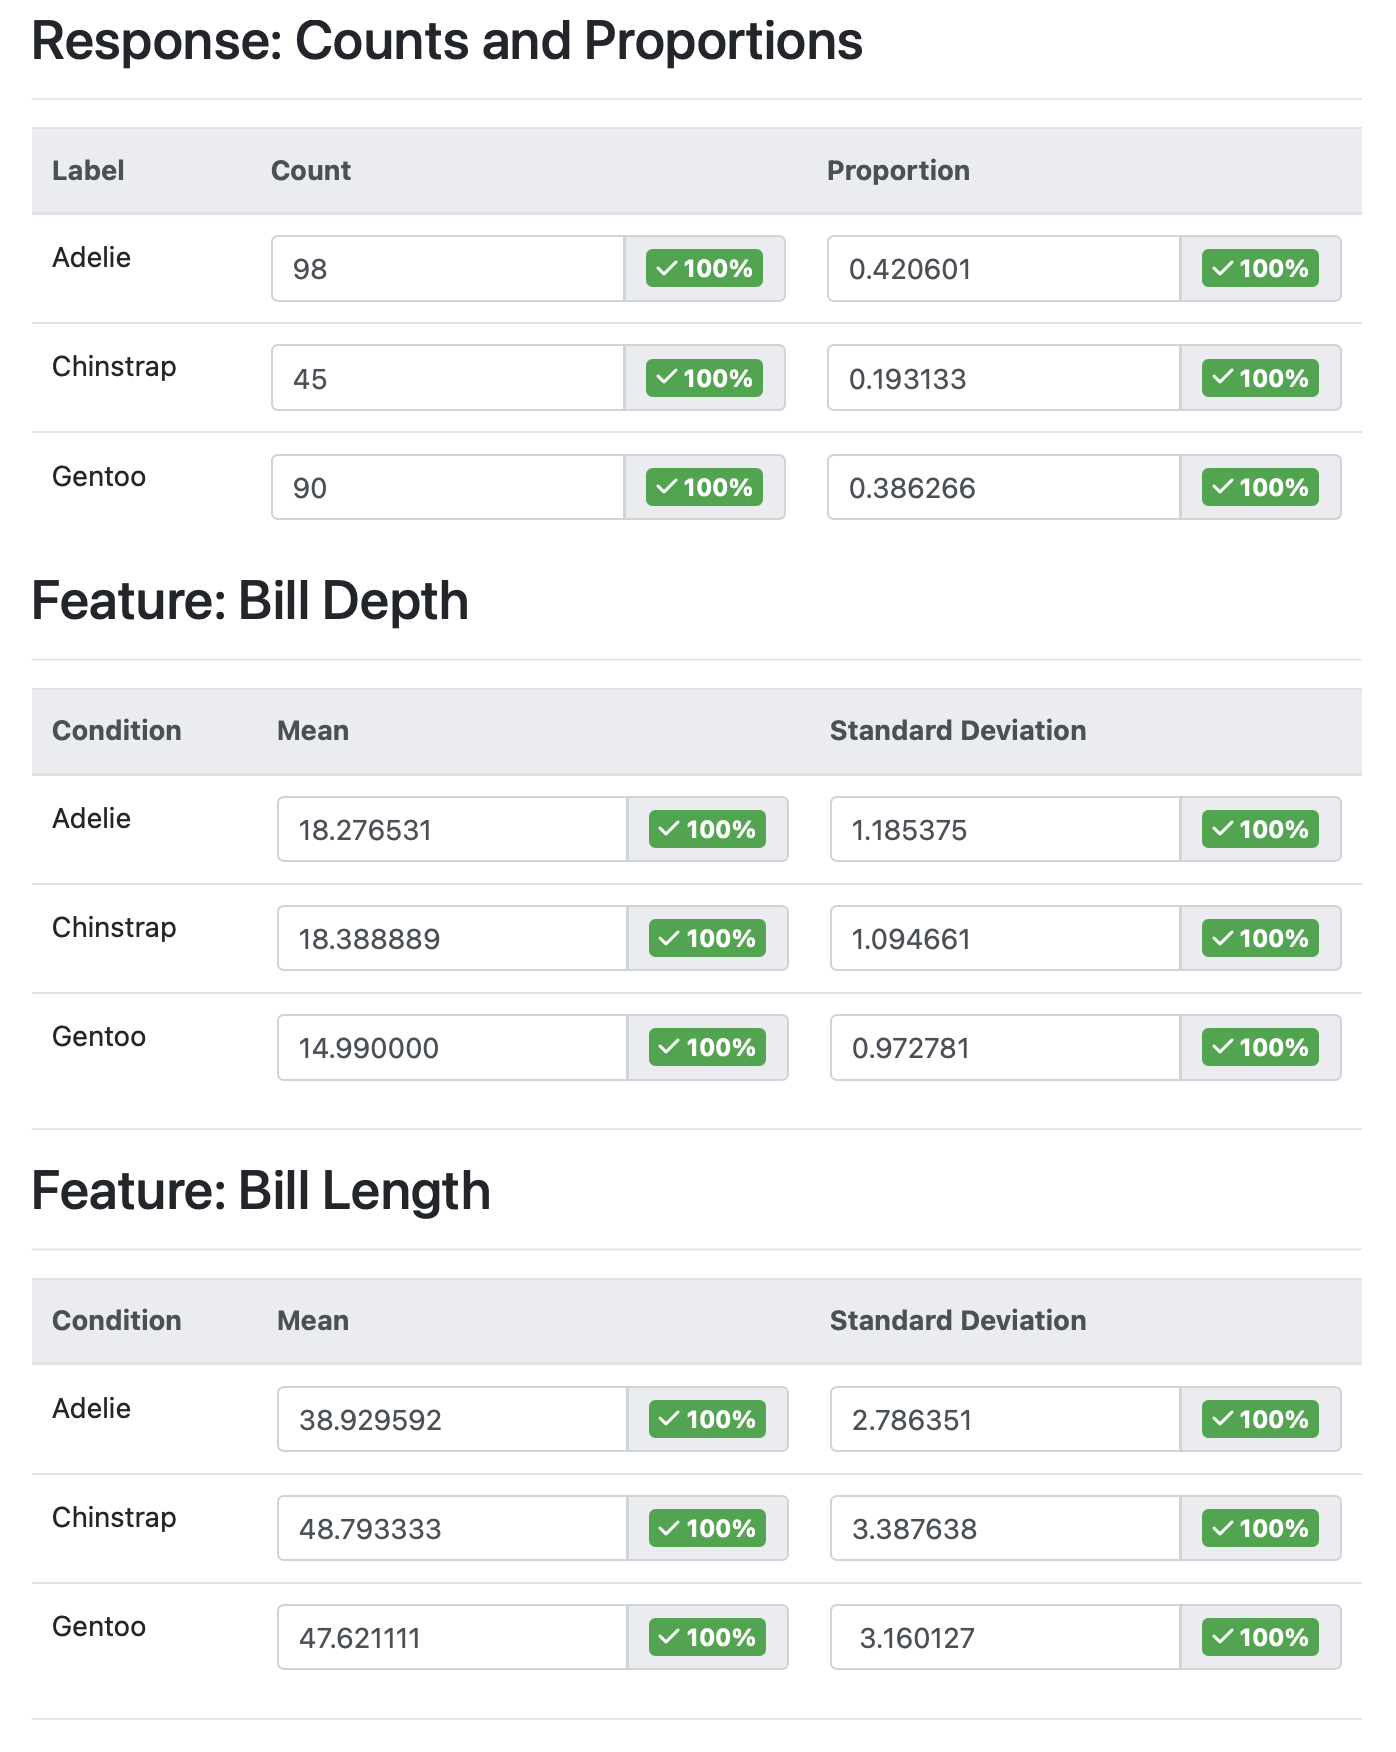 Response: Counts and Proportions
Label Count Proportion
Adelie 98 ✓ 100% 0.420601 ✓ 100%
Chinstrap 45 ✓ 100% 0.193133 ✓ 100%
Gentoo 90 ✓ 100% 0.386266 ✓ 100%
Feature: Bill Depth
Condition Mean Standard Deviation
Adelie 18.276531 ✓ 100% 1.185375 ✓ 100%
Chinstrap 18.388889 ✓ 100% 1.094661 ✓ 100%
Gentoo 14.990000 ✓ 100% 0.972781 ✓ 100%
Feature: Bill Length
Condition Mean Standard Deviation
Adelie 38.929592 ✓ 100% 2.786351 ✓ 100%
Chinstrap 48.793333 ✓ 100% 3.387638 ✓ 100%
Gentoo 47.621111 ✓ 100% 3.160127 ✓ 100%